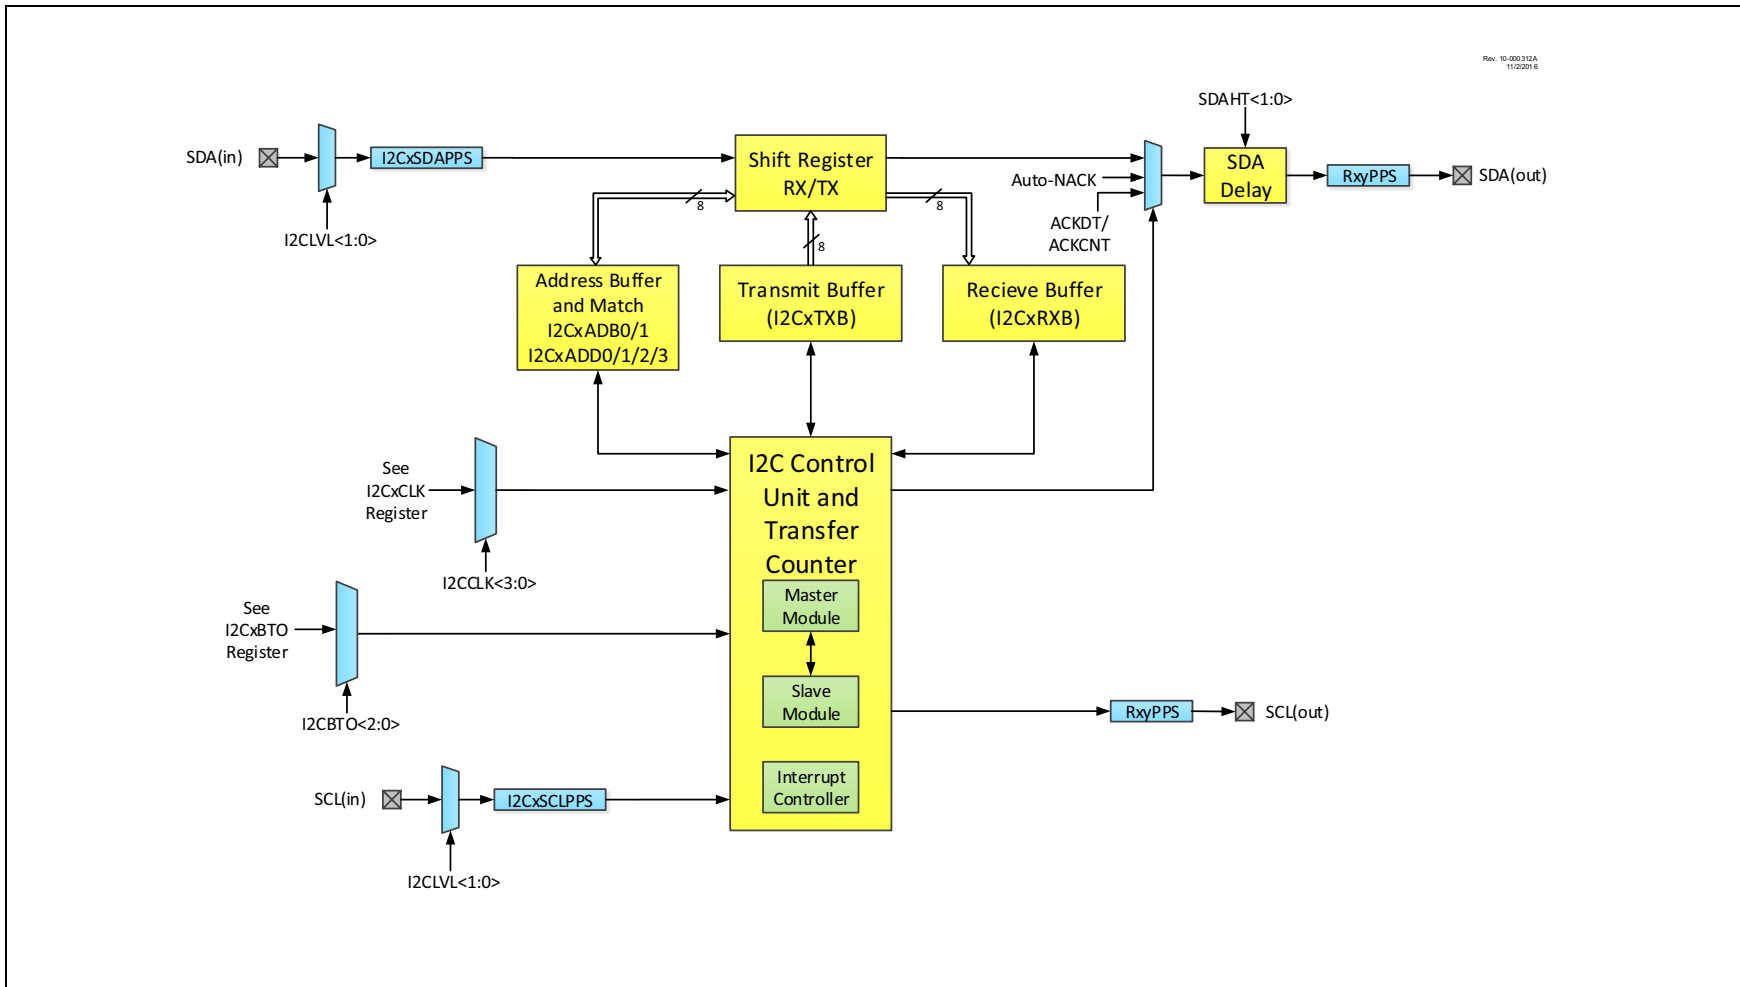 Rev. 10-000312A
11/2/2016
SDAHT<1:0>
SDA(in)
I2CxSDAPPS
I2CLVL<1:0>
Shift Register
RX/TX
8
8
8
Auto-NACK
ACKDT/
ACKCNT
SDA
Delay
RxyPPS
SDA(out)
Address Buffer
and Match
I2CxADB0/1
I2CxADD0/1/2/3
Transmit Buffer
(I2CxTXB)
Recieve Buffer
(I2CxRXB)
See
I2CxCLK
Register
I2CCLK<3:0>
I2C Control
Unit and
Transfer
Counter
Master
Module
Slave
Module
Interrupt
Controller
See
I2CxBTO
Register
I2CBTO<2:0>
RxyPPS
SCL(out)
SCL(in)
I2CxSCLPPS
I2CLVL<1:0>